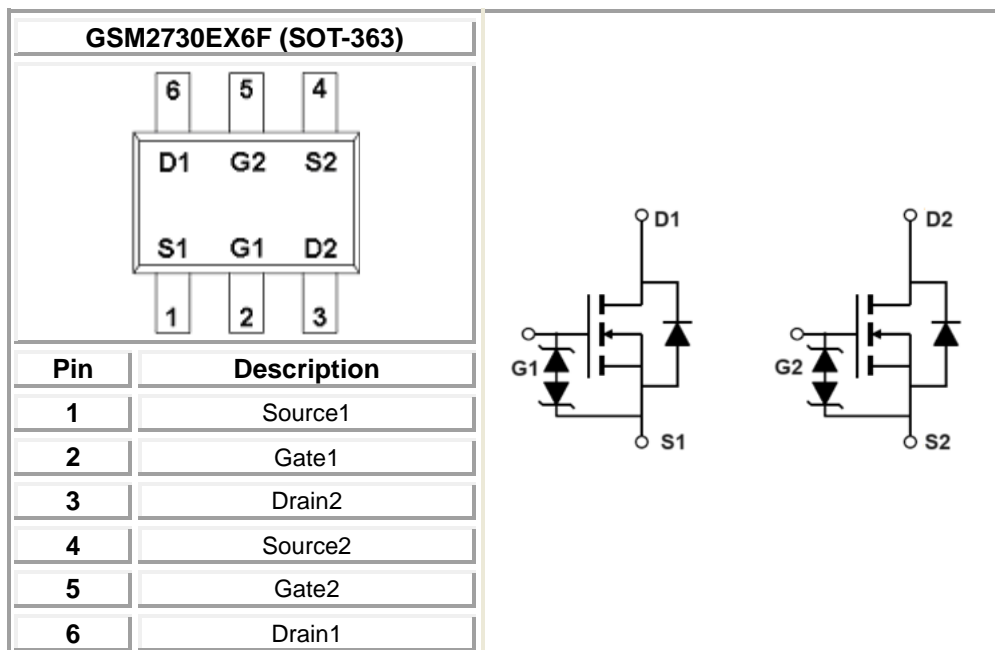 GSM2730EX6F (SOT-363)
6 5 4
D1 G2 S2
S1 G1 D2
1 2 3
Pin Description
1 Source1
2 Gate1
3 Drain2
4 Source2
5 Gate2
6 Drain1
D1 D2
G1 G2
S1 S2